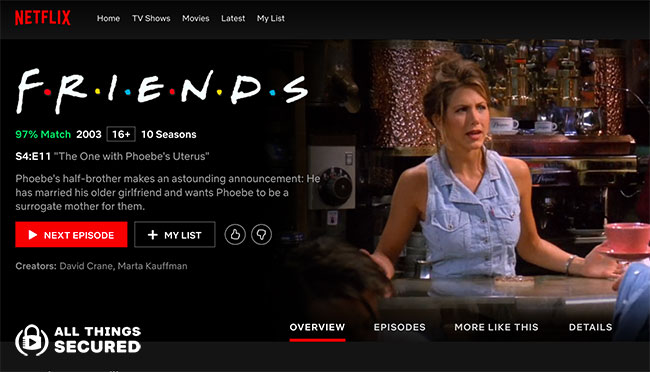 NETFLIX Home TV Shows Movies Latest My List
F.R.I.E.N.D.S
97% Match 2003 16+ 10 Seasons
S4:E11 "The One with Phoebe's Uterus"
Phoebe's half-brother makes an astounding announcement: He
has married his older girlfriend and wants Phoebe to be a
surrogate mother for them.
NEXT EPISODE + MY LIST
Creators: David Crane, Marta Kauffman
OVERVIEW EPISODES MORE LIKE THIS DETAILS
ALL THINGS
SECURED